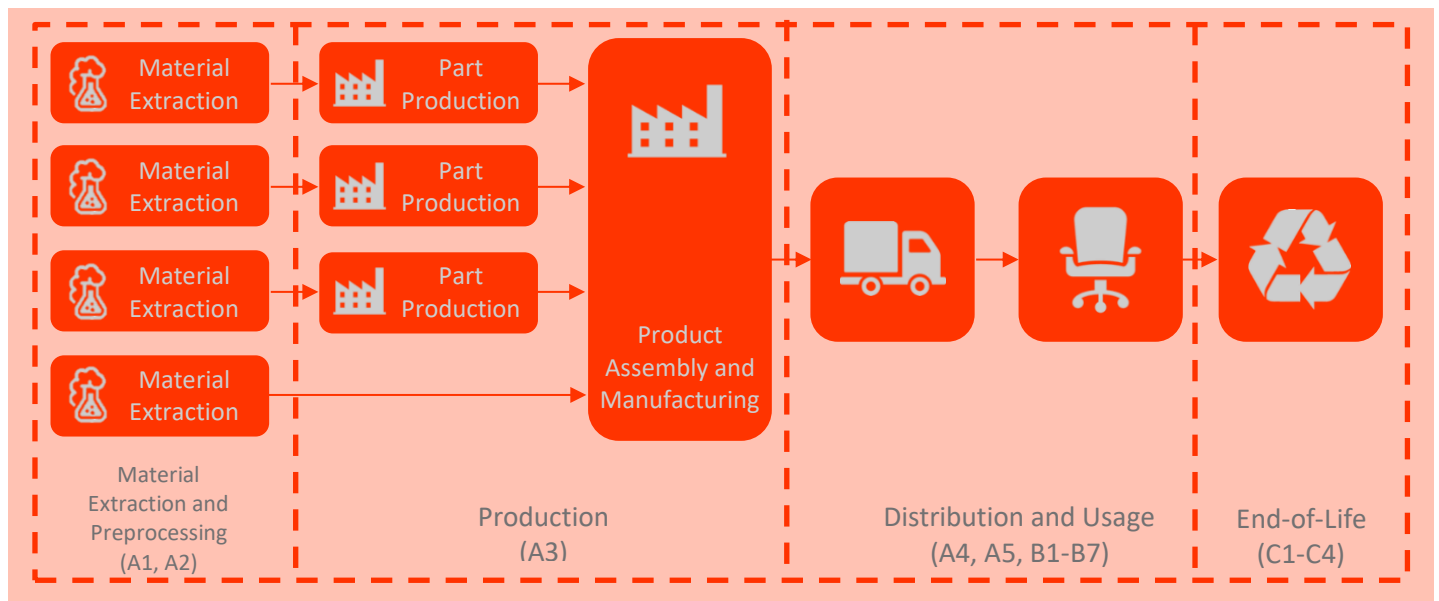 Material
Extraction
Part
Production
Material
Extraction
Part
Production
Material
Extraction
Part
Production
Material
Extraction
Product
Assembly and
Manufacturing
Material
Extraction and
Preprocessing
(A1, A2)
Production
(A3)
Distribution and Usage
(A4, A5, B1-B7)
End-of-Life
(C1-C4)